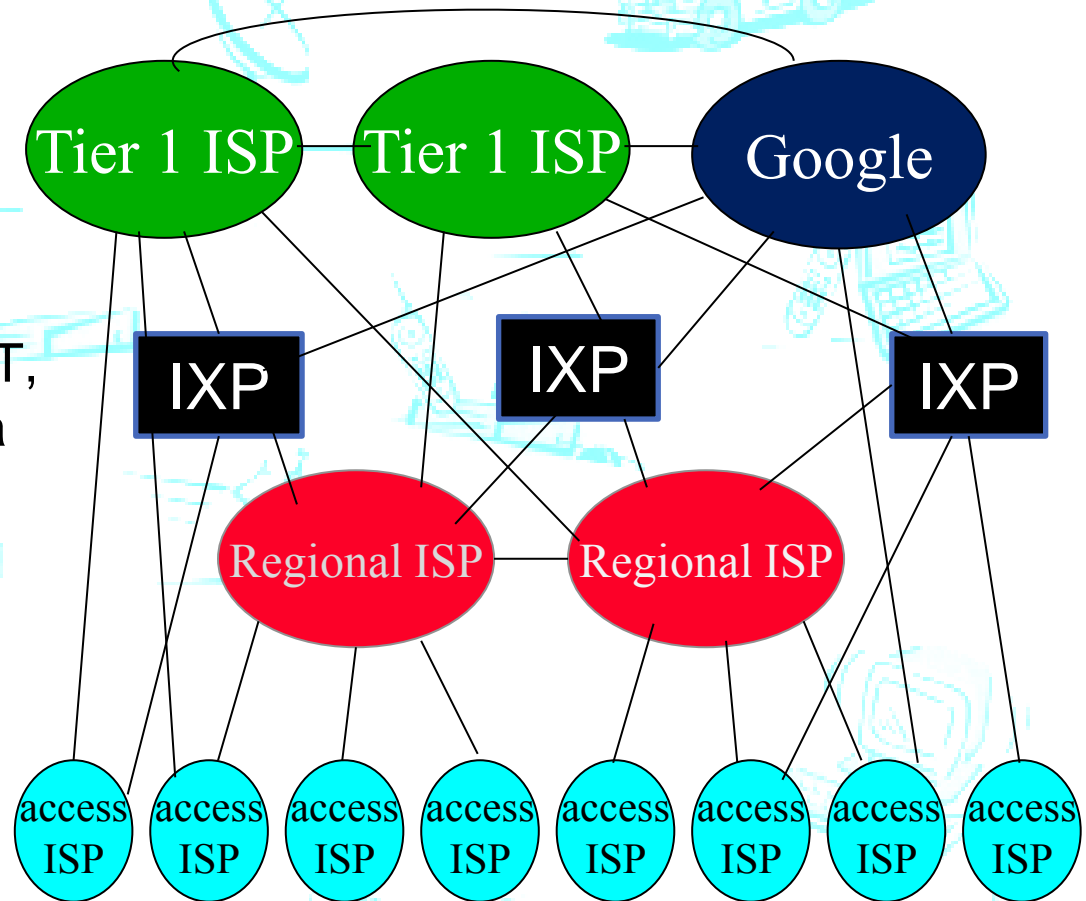 Tier 1 ISP
Tier 1 ISP
Google
T,
a
IXP
IXP
IXP
Regional ISP
Regional ISP
access
ISP
access
ISP
access
ISP
access
ISP
access
ISP
access
ISP
access
ISP
access
ISP